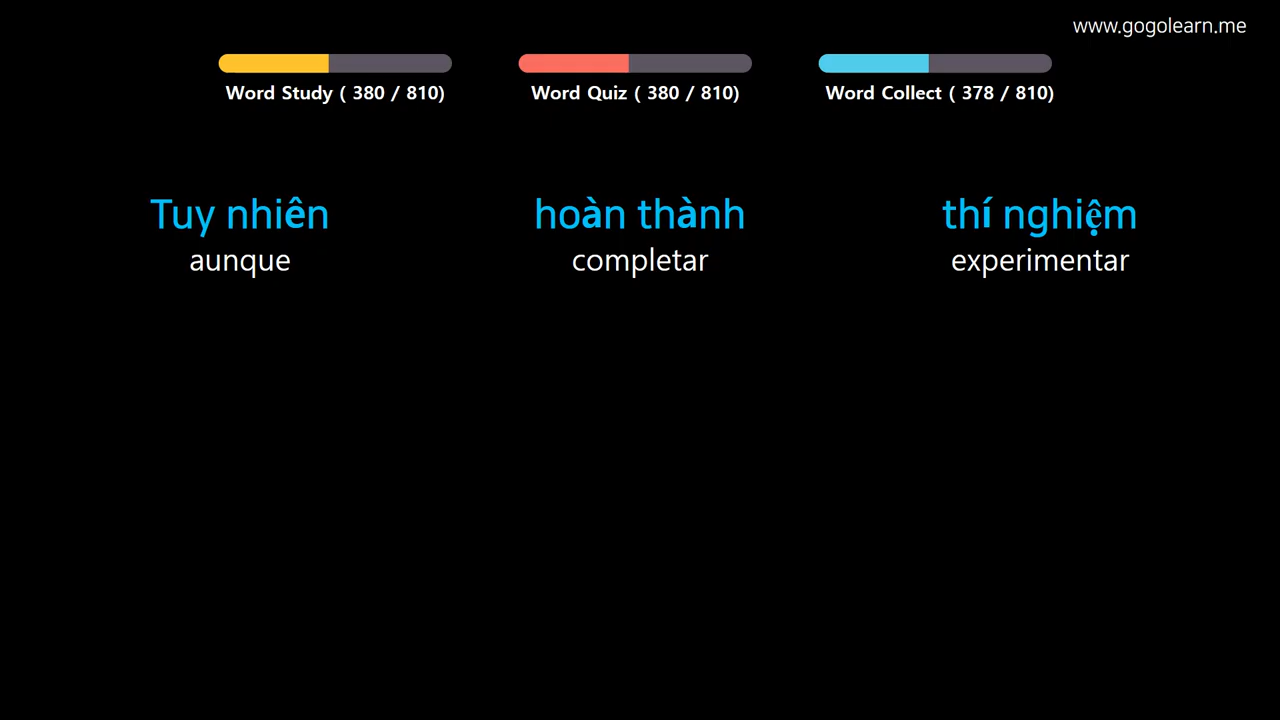 www.gogolearn.me
Word Study ( 380 / 810)
Word Quiz ( 380 / 810)
Word Collect ( 378 / 810)
Tuy nhiên
aunque
hoàn thành
completar
thí nghiệm
experimentar